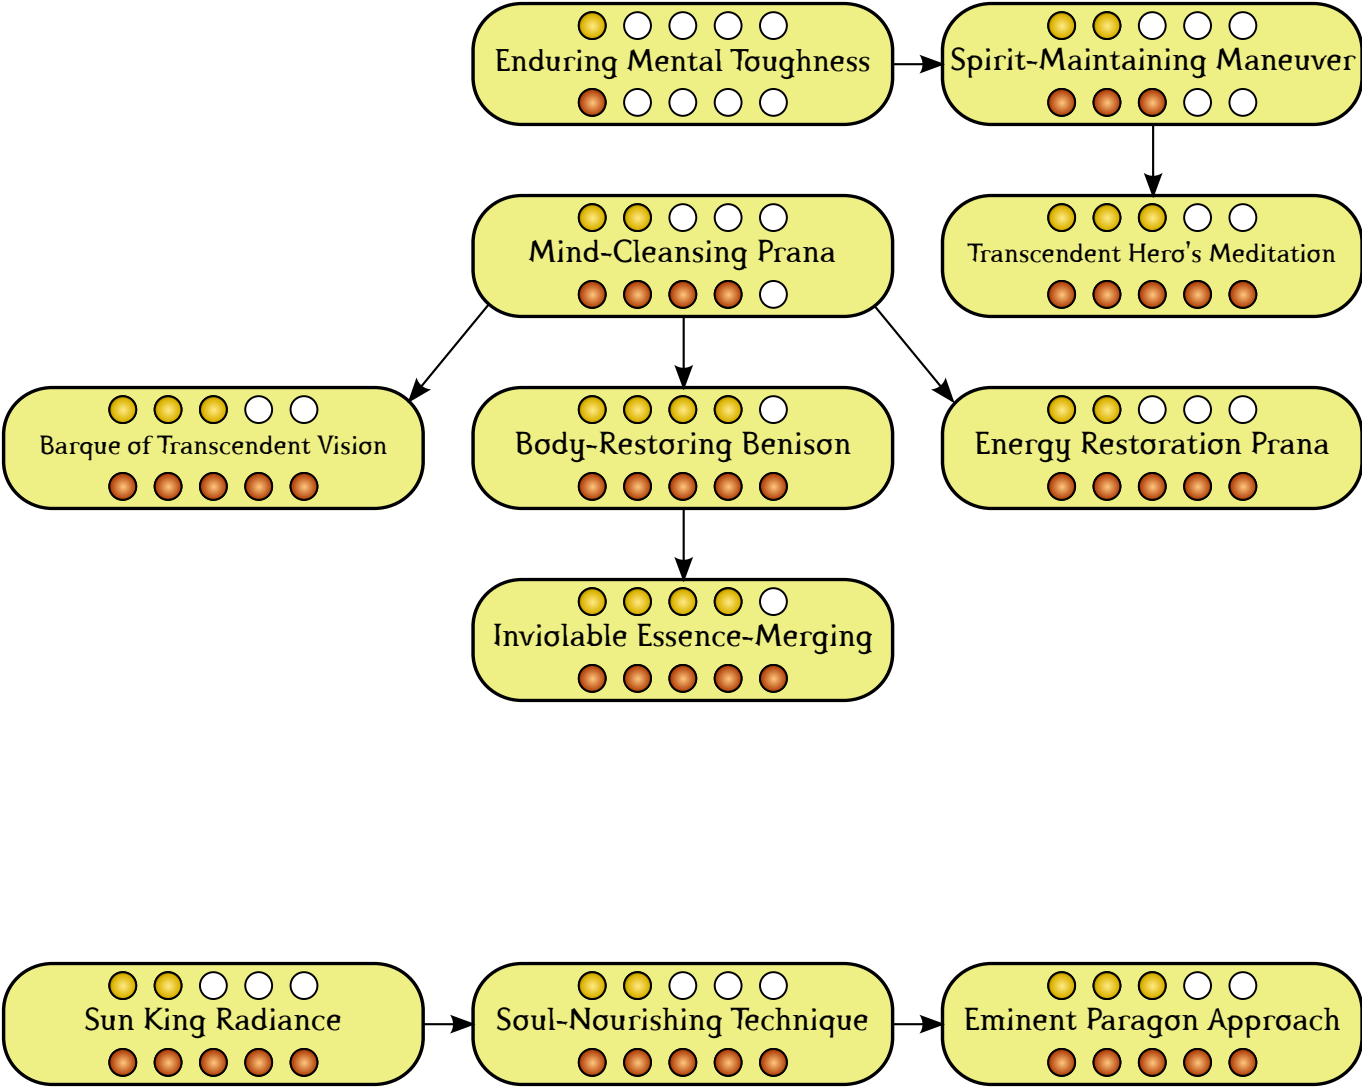 Enduring Mental Toughness
Spirit-Maintaining Maneuver
Mind-Cleansing Prana
Transcendent Hero's Meditation
Barque of Transcendent Vision
Body-Restoring Benison
Energy Restoration Prana
Inviolable Essence-Merging
Sun King Radiance
Soul-Nourishing Technique
Eminent Paragon Approach